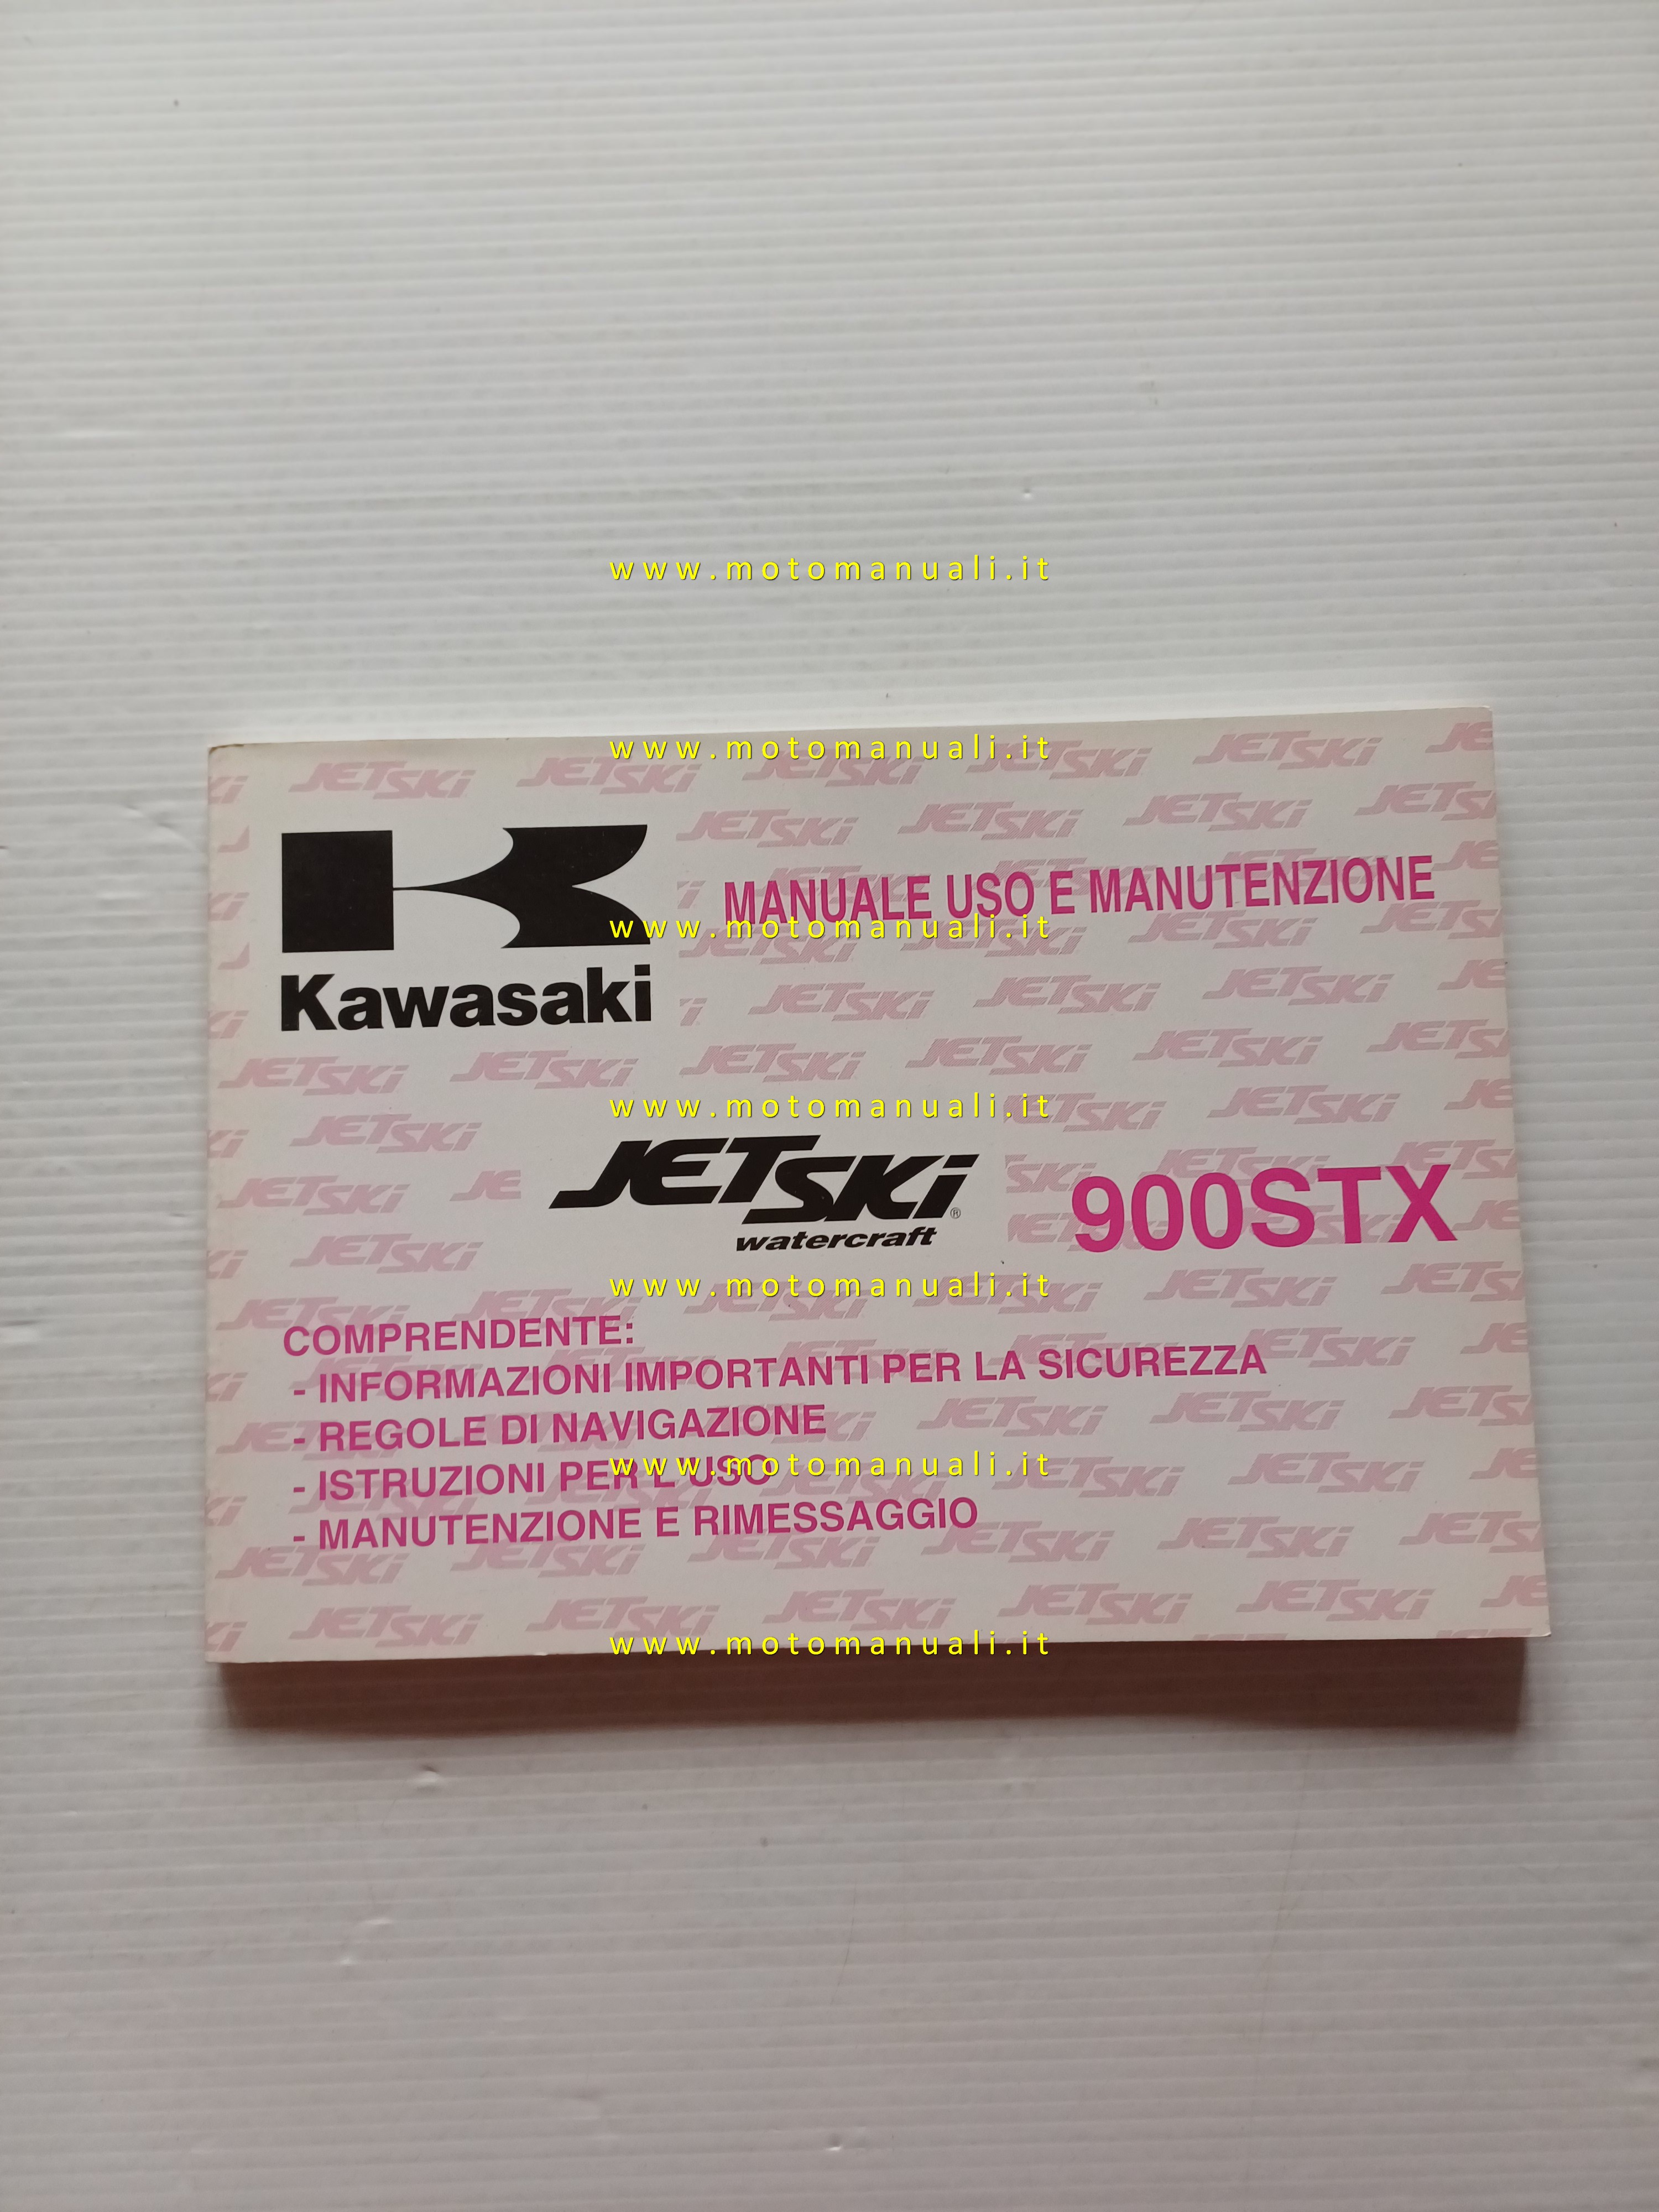 www.motomanuali.it
www.motomanuali.it
MANUALE USO E MANUTENZIONE
www.motomanuali.it
Kawasaki
www.motomanuali.it
JET SKi ®
watercraft
900STX
www.motomanuali.it
COMPRENDENTE:
- INFORMAZIONI IMPORTANTI PER LA SICUREZZA
- REGOLE DI NAVIGAZIONE
- ISTRUZIONI PER L'USO
www.motomanuali.it
- MANUTENZIONE E RIMESSAGGIO
www.motomanuali.it